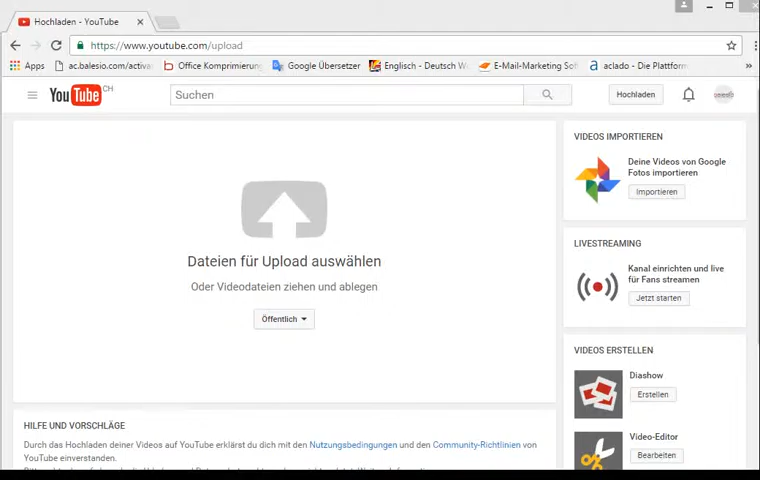 Hochladen - YouTube
https://www.youtube.com/upload
Apps
ac.balesio.com/activa
Office Komprimierung
Google Übersetzer
Englisch - Deutsch W
E-Mail-Marketing Sof
aclado - Die Plattform
YouTube CH
Suchen
Hochladen
Dateien für Upload auswählen
Oder Videodateien ziehen und ablegen
Öffentlich
VIDEOS IMPORTIEREN
Deine Videos von Google
Fotos importieren
Importieren
LIVESTREAMING
Kanal einrichten und live
für Fans streamen
Jetzt starten
VIDEOS ERSTELLEN
Diashow
Erstellen
Video-Editor
Bearbeiten
HILFE UND VORSCHLÄGE
Durch das Hochladen deiner Videos auf YouTube erklärst du dich mit den Nutzungsbedingungen und den Community-Richtlinien von
YouTube einverstanden.